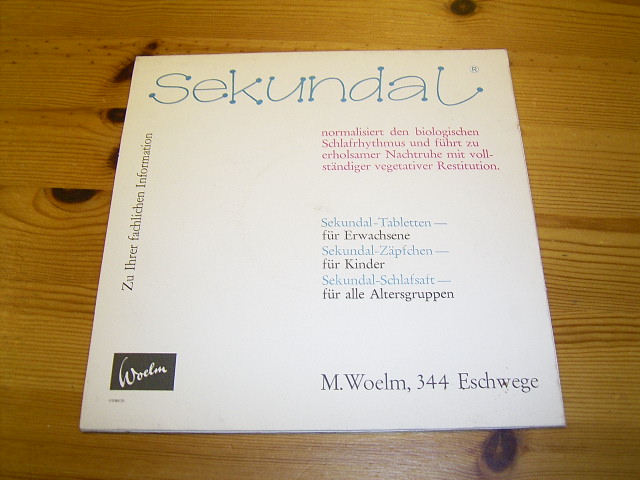 Sekundal®
normalisiert den biologischen
Schlafrhythmus und führt zu
erholsamer Nachtruhe mit voll-
ständiger vegetativer Restitution.
Zu Ihrer fachlichen Information
Sekundal-Tabletten —
für Erwachsene
Sekundal-Zäpfchen —
für Kinder
Sekundal-Schlafsaft —
für alle Altersgruppen
Woelm
M. Woelm, 344 Eschwege